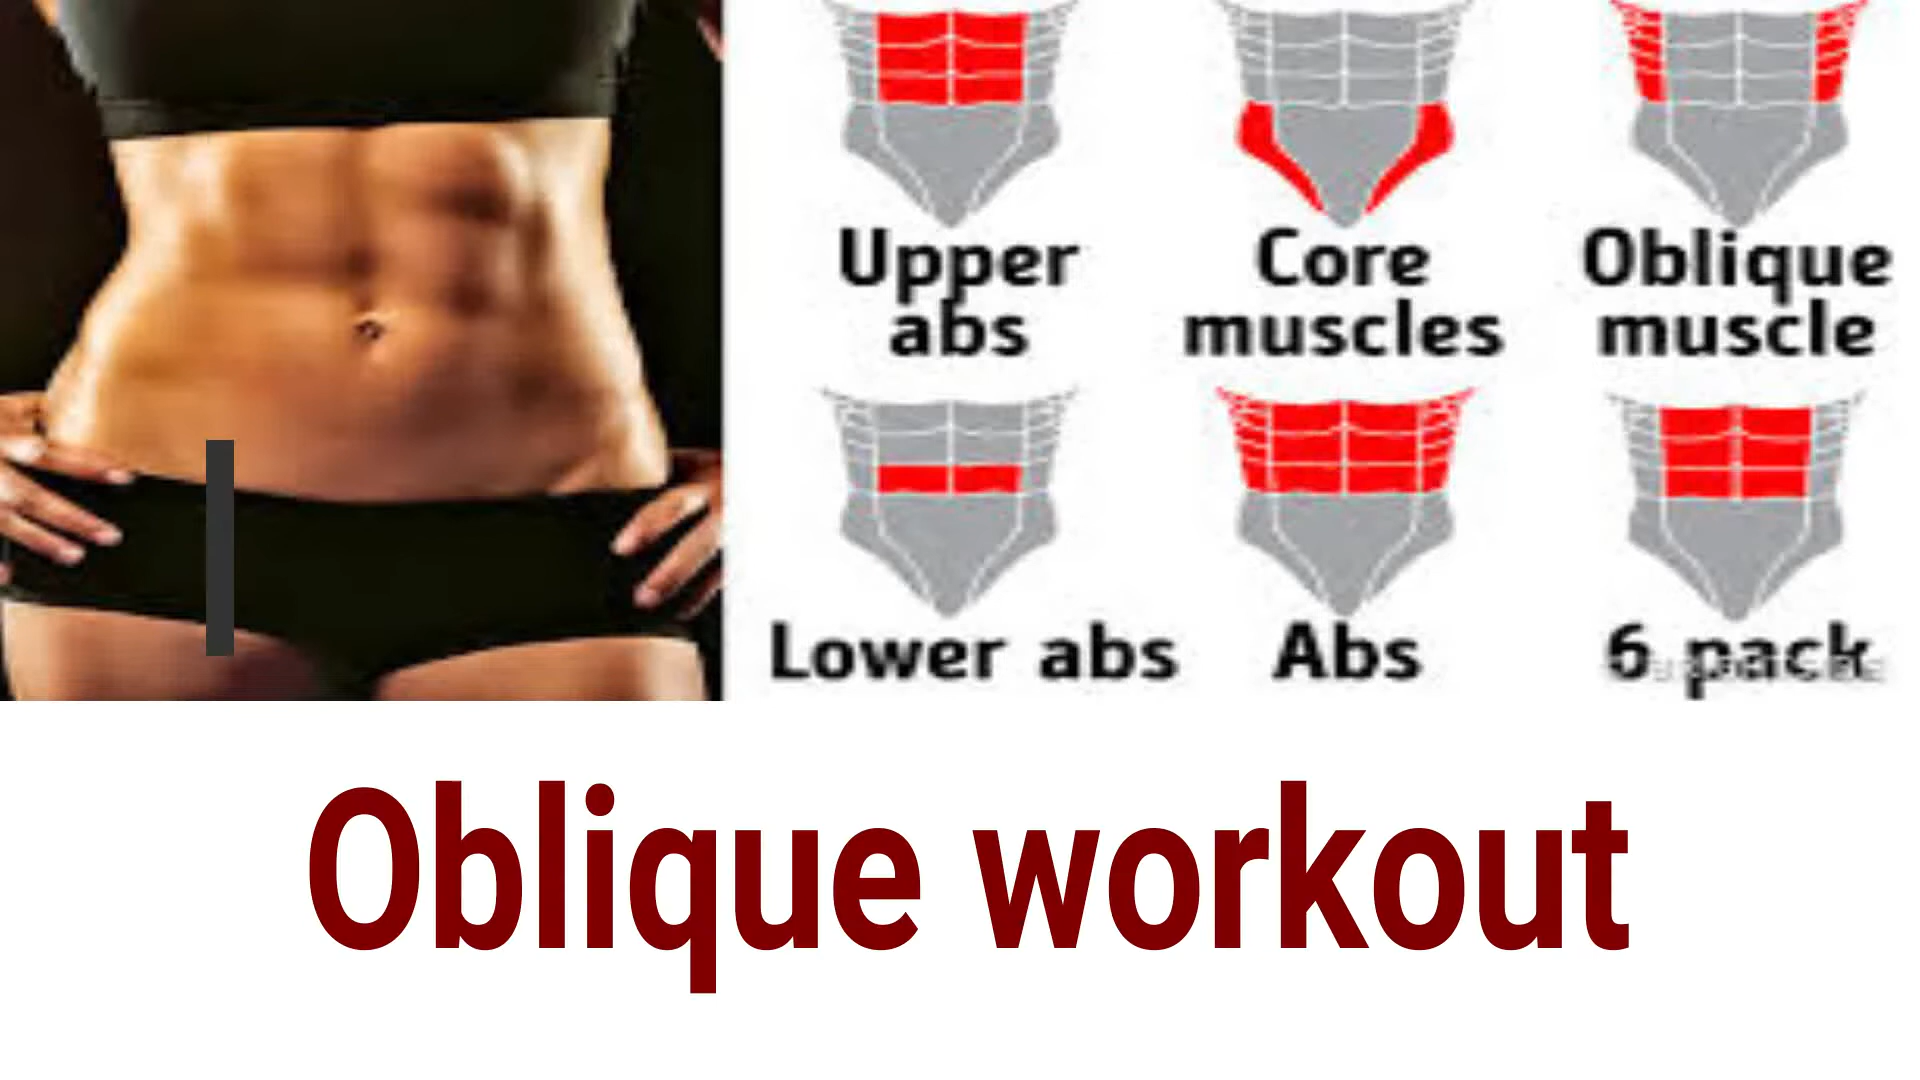 Upper
abs
Core
muscles
Oblique
muscle
Lower abs
Abs
6 pack
Oblique workout